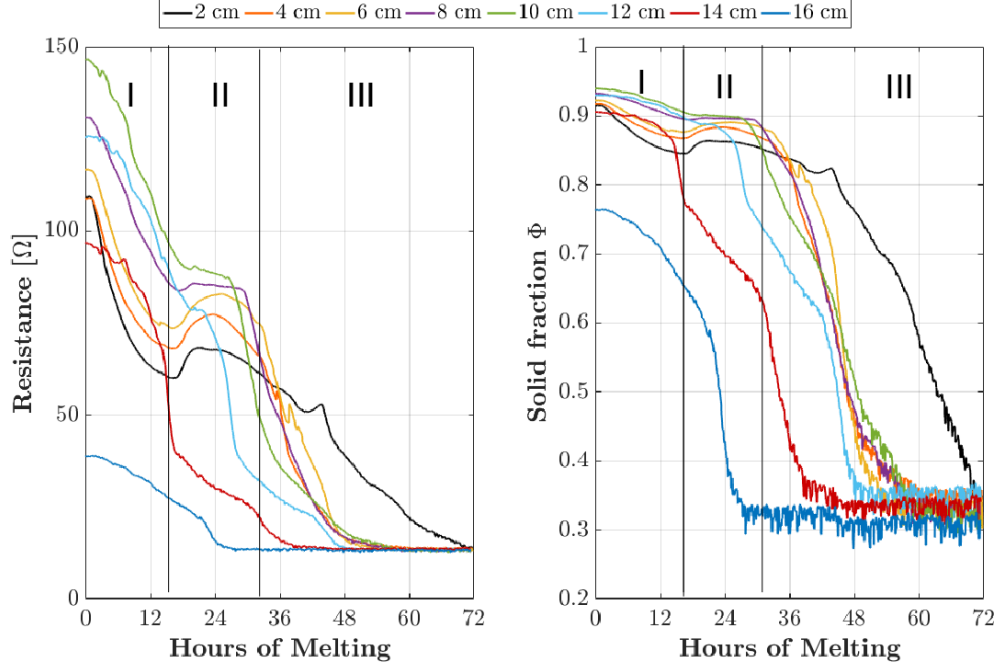 2 cm 4 cm 6 cm 8 cm 10 cm 12 cm 14 cm 16 cm
150
100
50
0
0 12 24 36 48 60 72
Resistance [Ω]
Hours of Melting
I II III
1
0.9
0.8
0.7
0.6
0.5
0.4
0.3
0.2
0 12 24 36 48 60 72
Solid fraction Φ
Hours of Melting
I II III